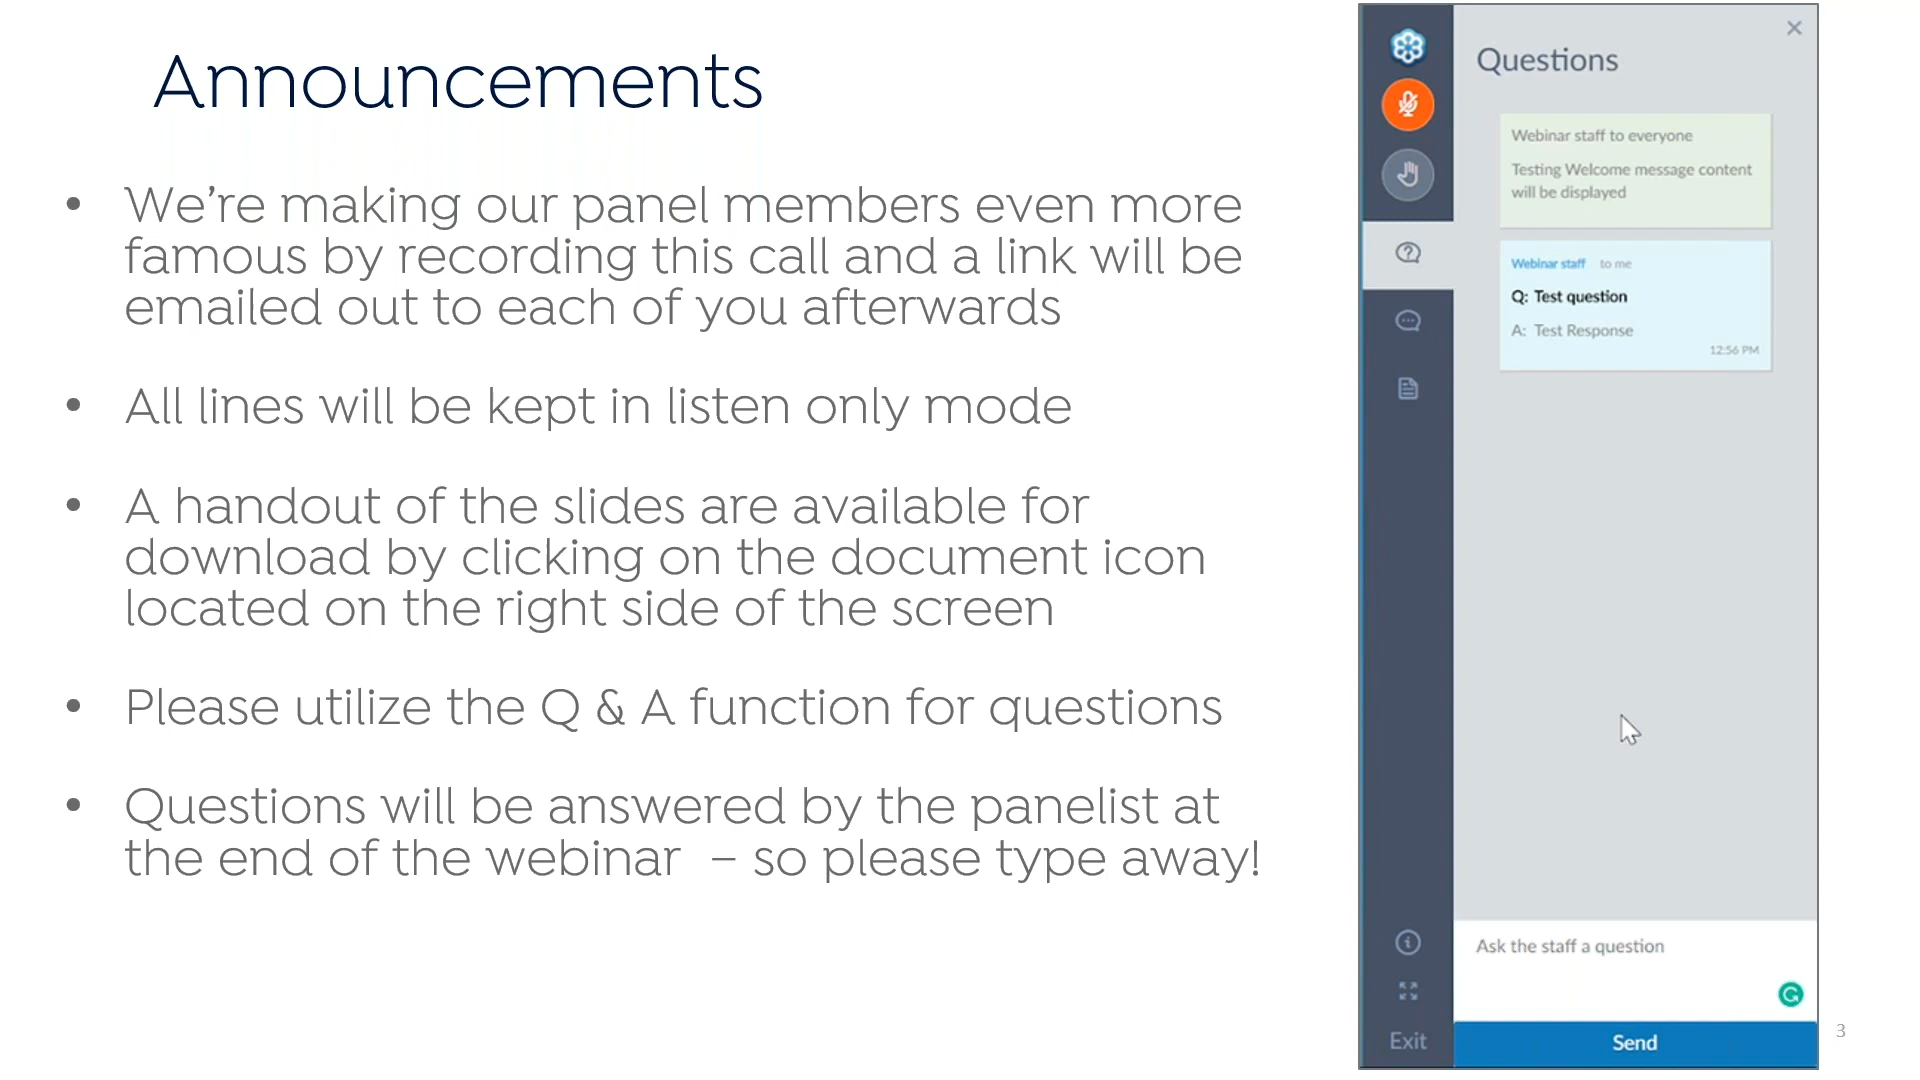 Announcements
• We’re making our panel members even more
famous by recording this call and a link will be
emailed out to each of you afterwards
• All lines will be kept in listen only mode
• A handout of the slides are available for
download by clicking on the document icon
located on the right side of the screen
• Please utilize the Q & A function for questions
• Questions will be answered by the panelist at
the end of the webinar – so please type away!
Questions
Webinar staff to everyone
Testing Welcome message content
will be displayed
Webinar staff to me
Q: Test question
A: Test Response
12:56 PM
Ask the staff a question
Exit
Send
3